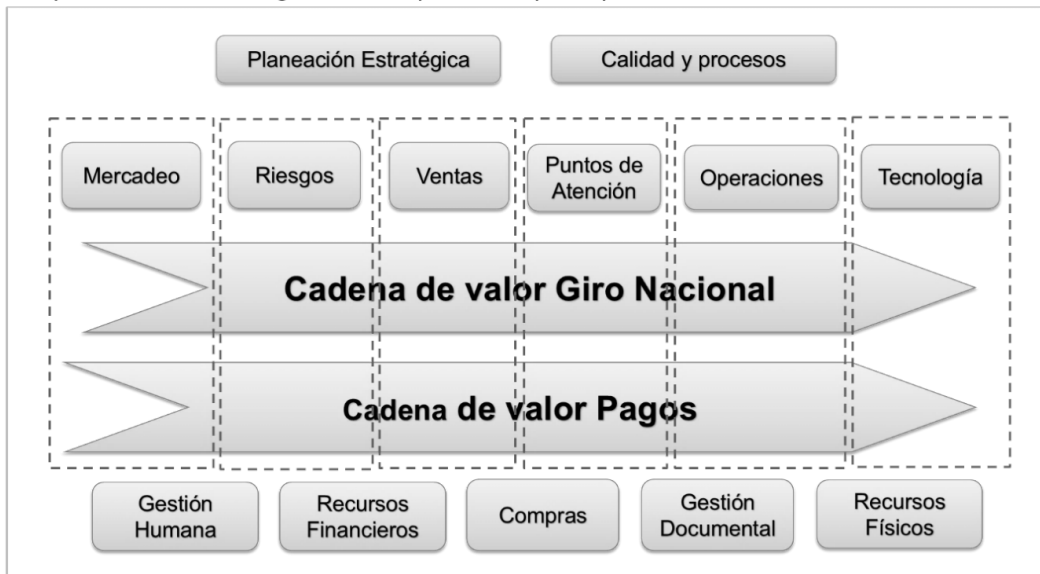 Planeación Estratégica
Calidad y procesos
Mercadeo
Riesgos
Ventas
Puntos de
Atención
Operaciones
Tecnología
Cadena de valor Giro Nacional
Cadena de valor Pagos
Gestión
Humana
Recursos
Financieros
Compras
Gestión
Documental
Recursos
Físicos